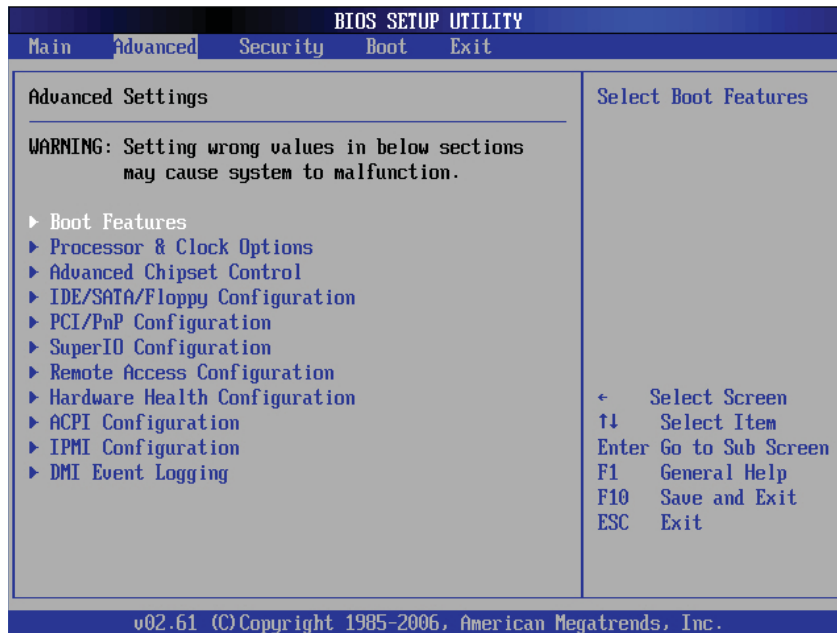 BIOS SETUP UTILITY
Main Advanced Security Boot Exit
Advanced Settings
WARNING: Setting wrong values in below sections
may cause system to malfunction.
▶ Boot Features
▶ Processor & Clock Options
▶ Advanced Chipset Control
▶ IDE/SATA/Floppy Configuration
▶ PCI/PnP Configuration
▶ SuperIO Configuration
▶ Remote Access Configuration
▶ Hardware Health Configuration
▶ ACPI Configuration
▶ IPMI Configuration
▶ DMI Event Logging
Select Boot Features
← Select Screen
↑↓ Select Item
Enter Go to Sub Screen
F1 General Help
F10 Save and Exit
ESC Exit
v02.61 (C)Copyright 1985-2006, American Megatrends, Inc.